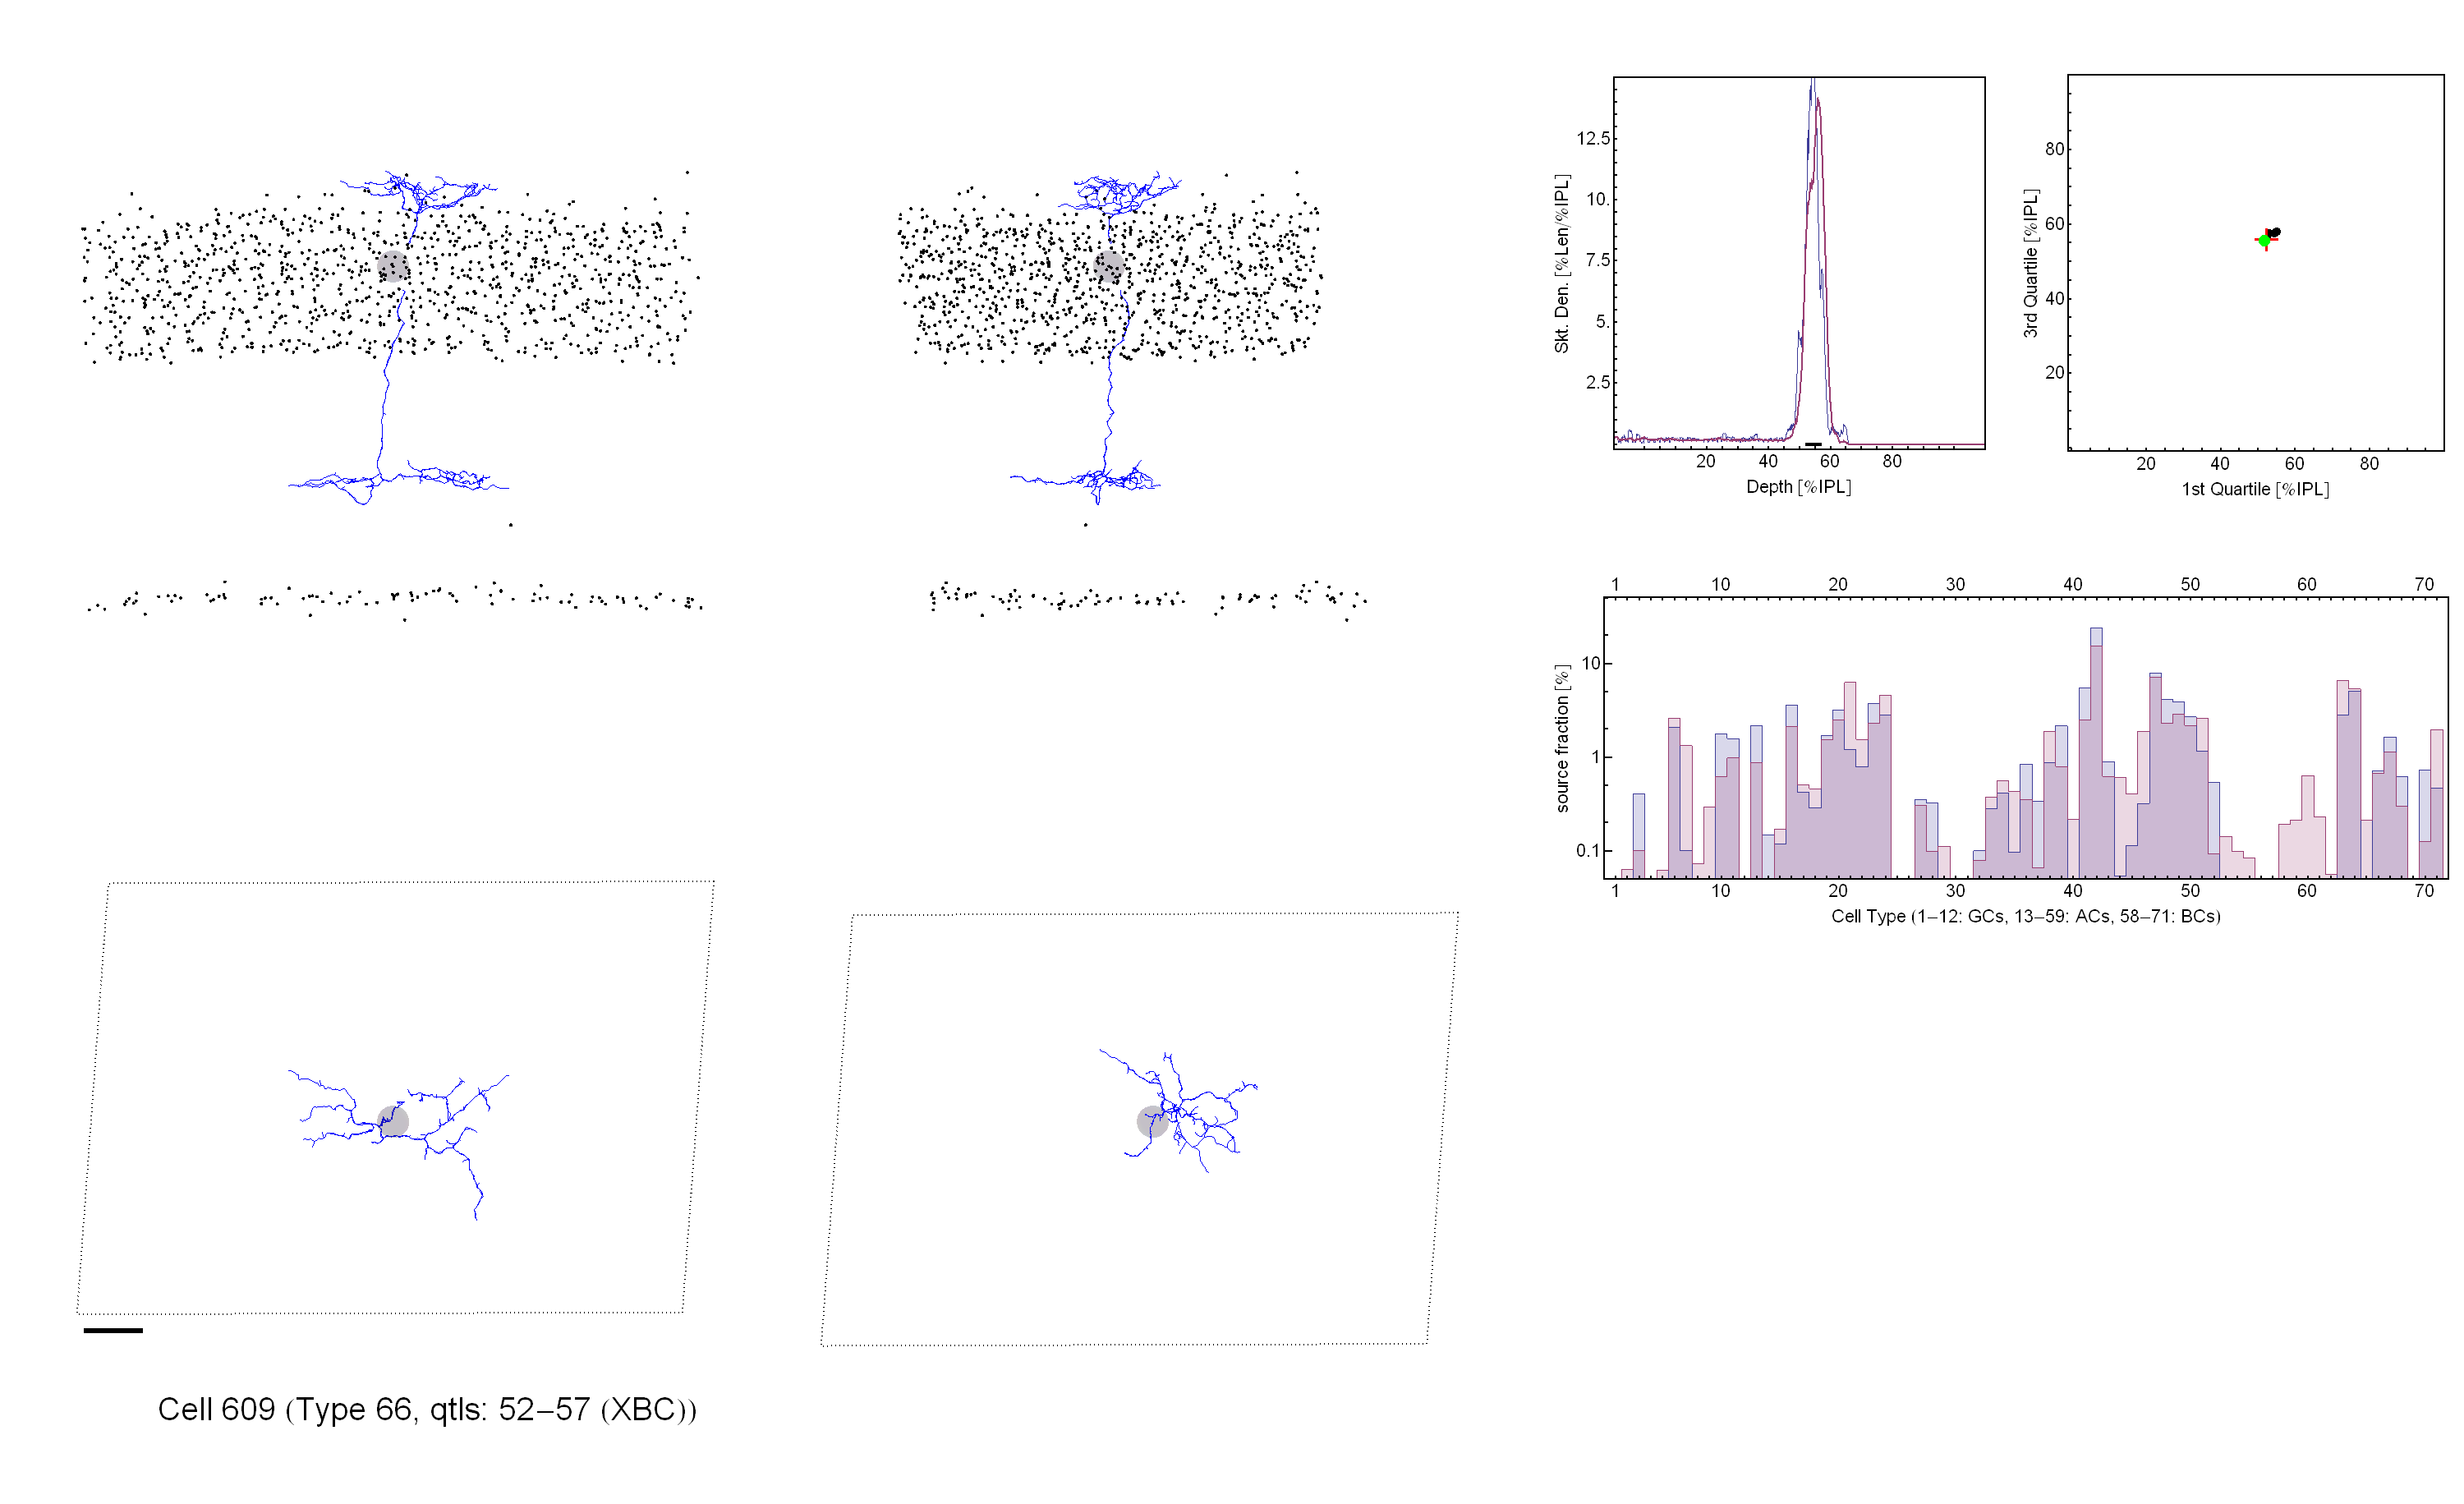 12.5
10.
7.5
5.
2.5
Skt. Den. [%Len/%IPL]
20 40 60 80
Depth [%IPL]
80
60
40
20
3rd Quartile [%IPL]
20 40 60 80
1st Quartile [%IPL]
1 10 20 30 40 50 60 70
10
1
0.1
source fraction [%]
1 10 20 30 40 50 60 70
Cell Type (1–12: GCs, 13–59: ACs, 58–71: BCs)
Cell 609 (Type 66, qtls: 52–57 (XBC))